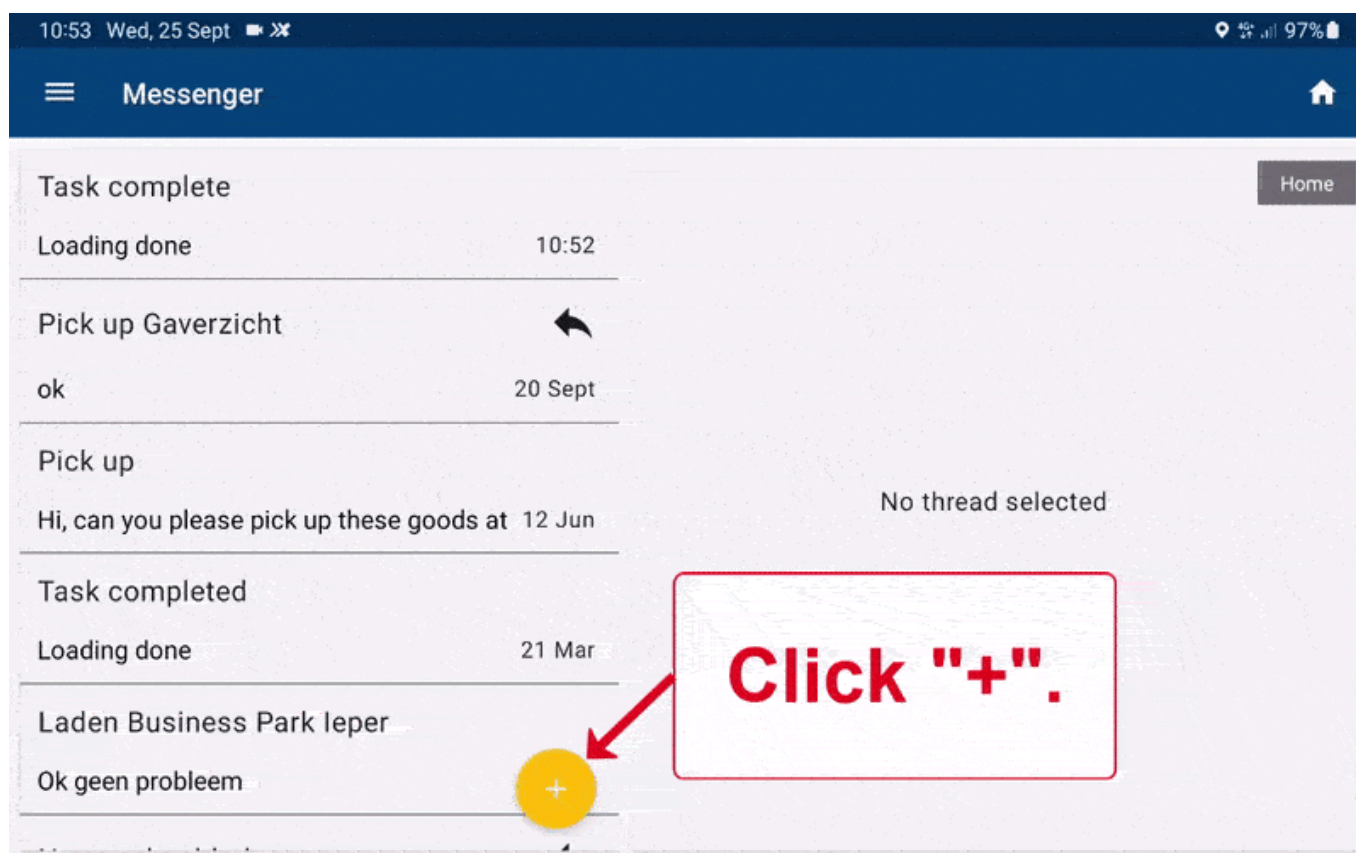 10:53 Wed, 25 Sept 97%
Messenger
Home
Task complete
Loading done 10:52
Pick up Gaverzicht
ok 20 Sept
Pick up
Hi, can you please pick up these goods at 12 Jun
No thread selected
Task completed
Loading done 21 Mar
Click "+".
Laden Business Park Ieper
Ok geen probleem
+